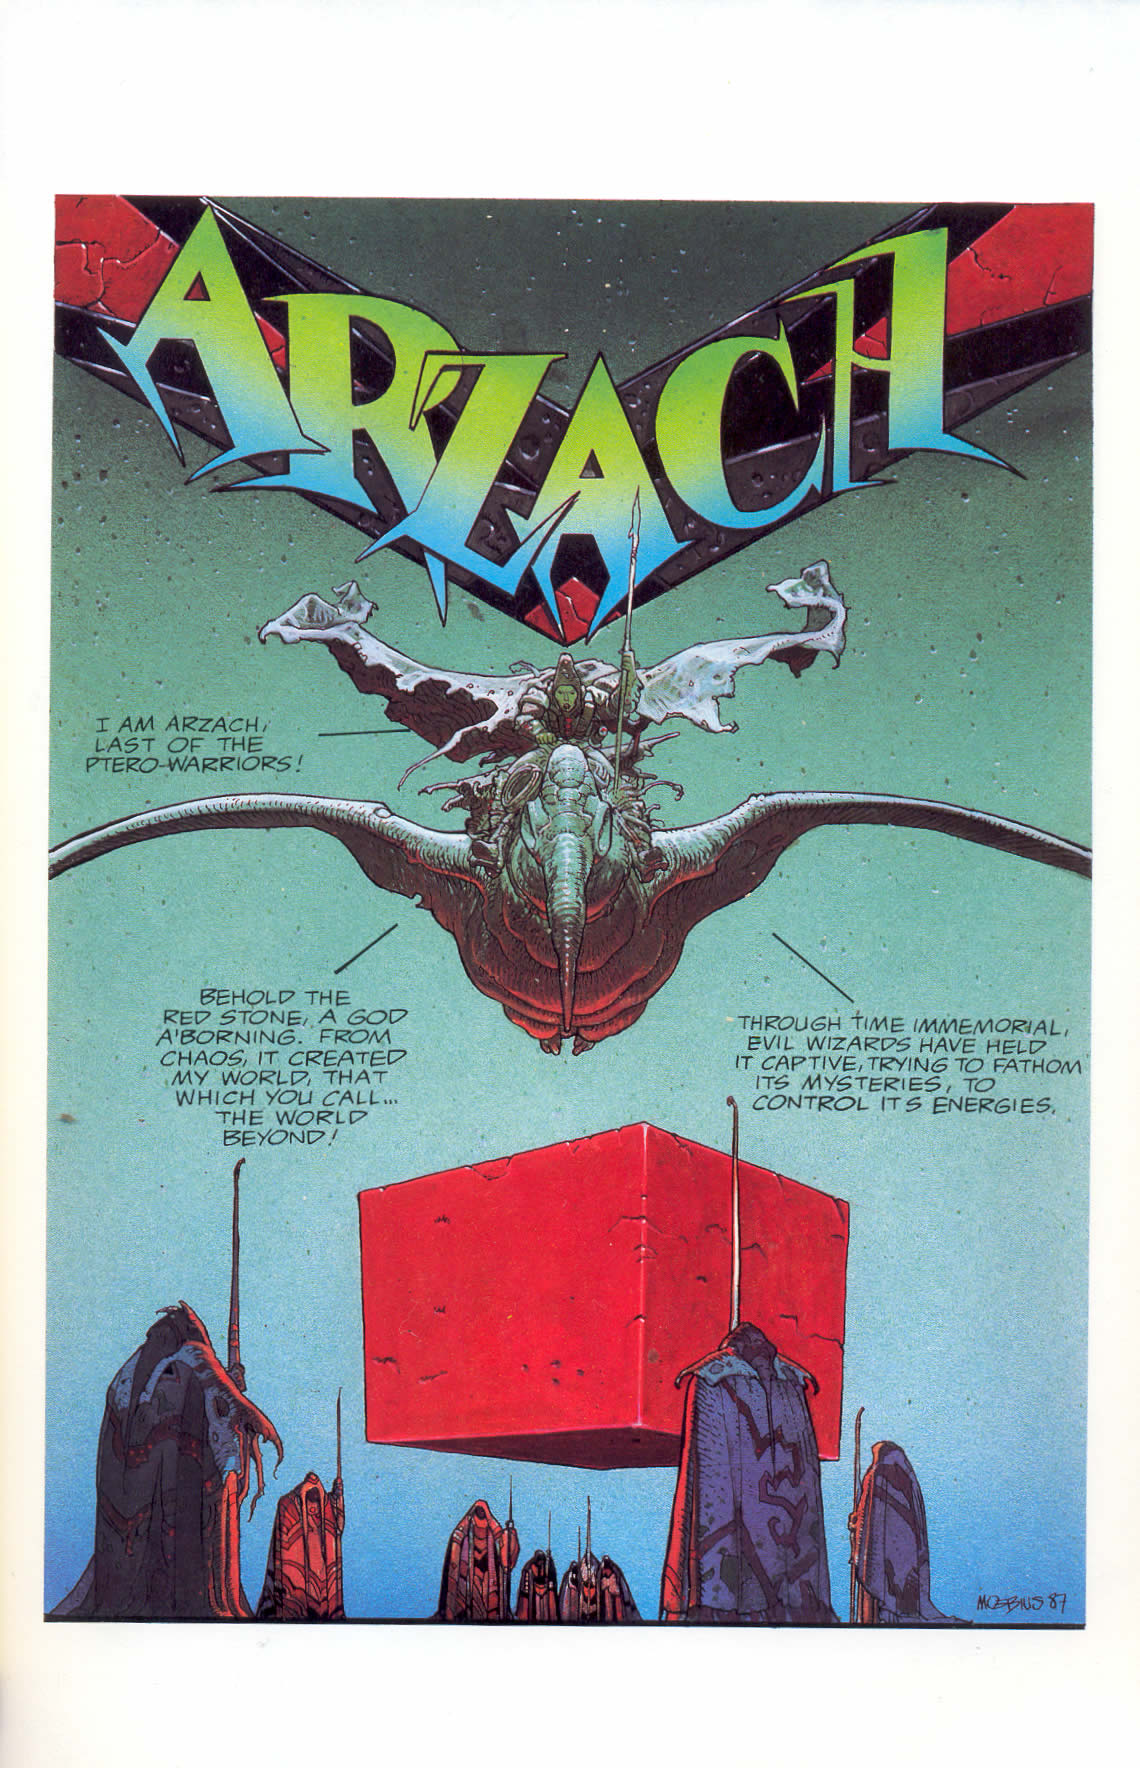 ARZACH
I AM ARZACH,
LAST OF THE
PTERO-WARRIORS!
BEHOLD THE
RED STONE, A GOD
A'BORNING. FROM
CHAOS, IT CREATED
MY WORLD, THAT
WHICH YOU CALL...
THE WORLD
BEYOND!
THROUGH TIME IMMEMORIAL,
EVIL WIZARDS HAVE HELD
IT CAPTIVE, TRYING TO FATHOM
ITS MYSTERIES, TO
CONTROL ITS ENERGIES.
MOEBIUS 87